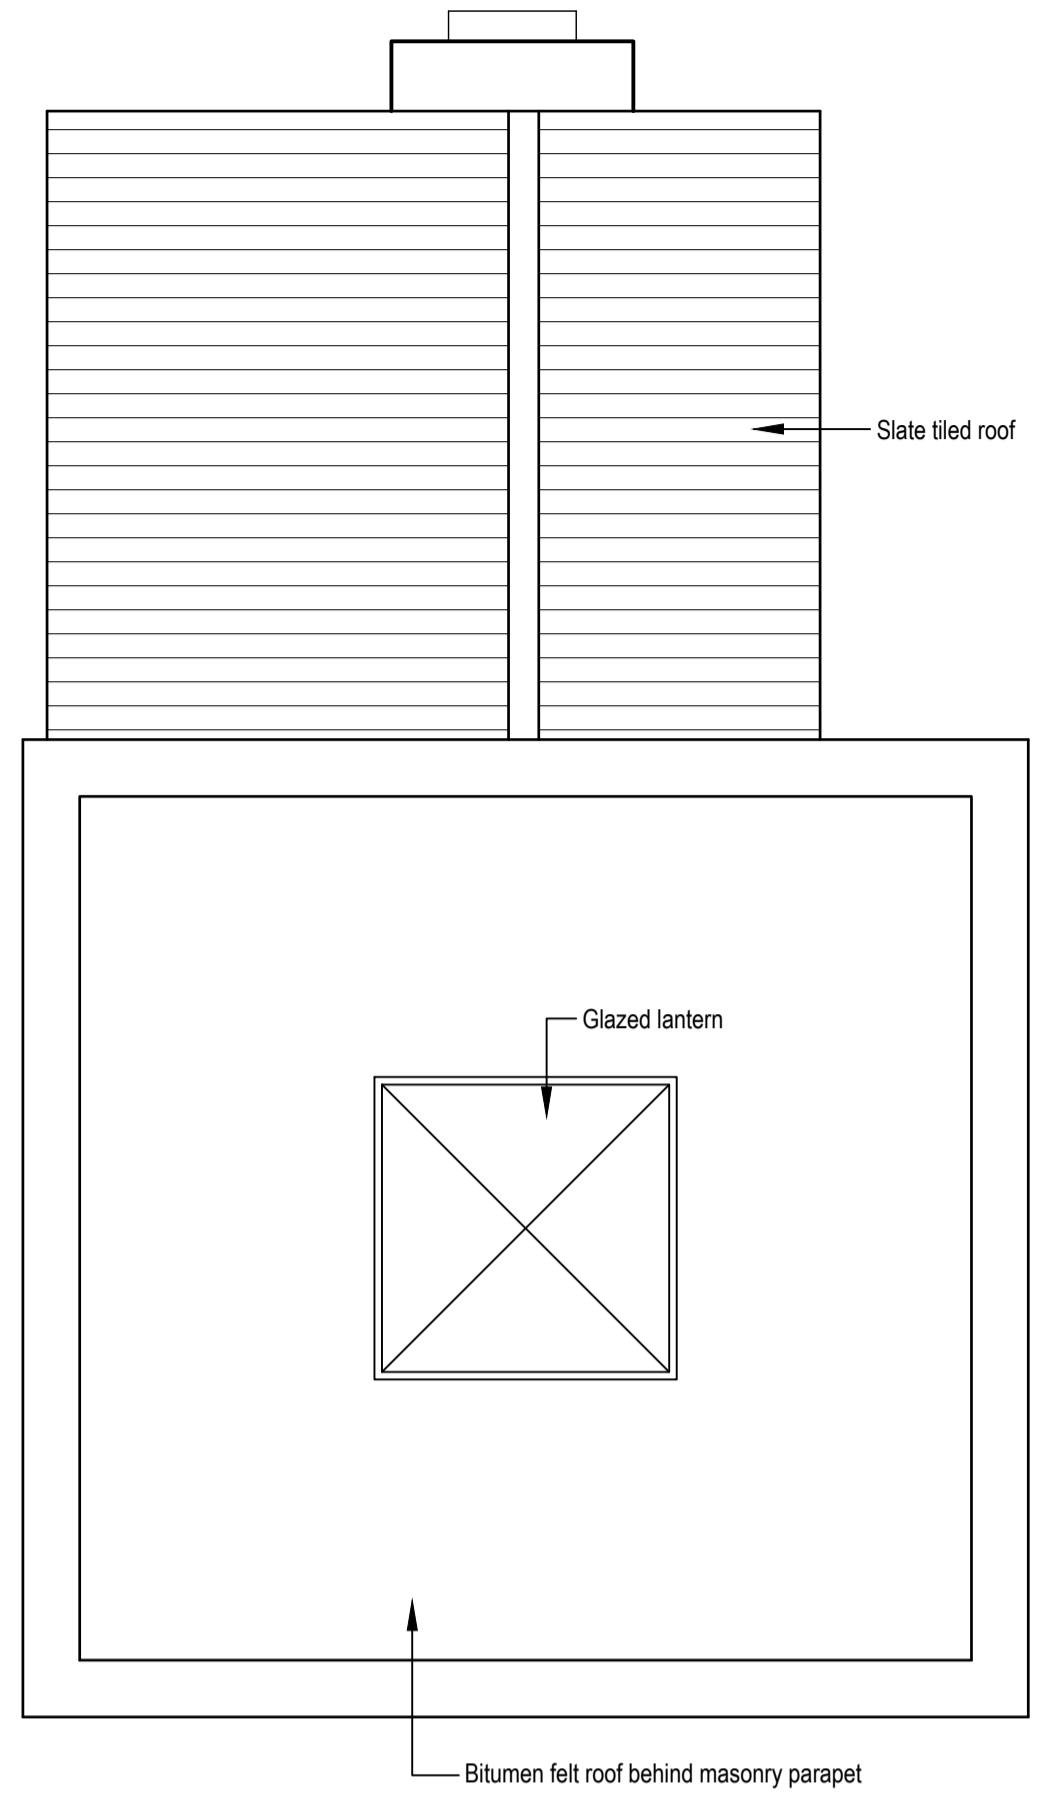 Slate tiled roof
Glazed lantern
Bitumen felt roof behind masonry parapet